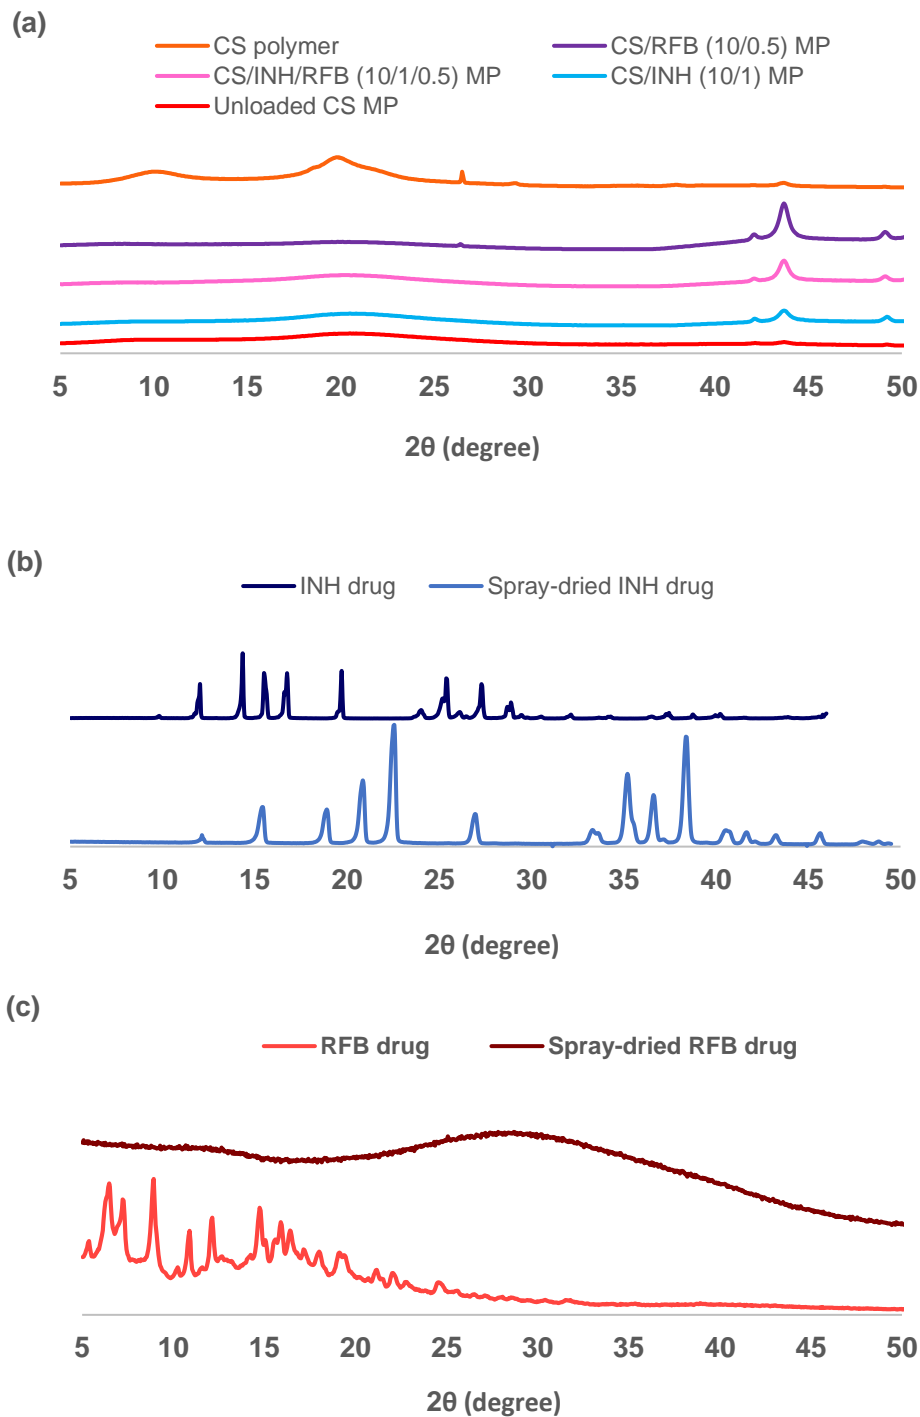 (a)
CS polymer
CS/RFB (10/0.5) MP
CS/INH/RFB (10/1/0.5) MP
CS/INH (10/1) MP
Unloaded CS MP
5 10 15 20 25 30 35 40 45 50
2θ (degree)
(b)
INH drug
Spray-dried INH drug
5 10 15 20 25 30 35 40 45 50
2θ (degree)
(c)
RFB drug
Spray-dried RFB drug
5 10 15 20 25 30 35 40 45 50
2θ (degree)